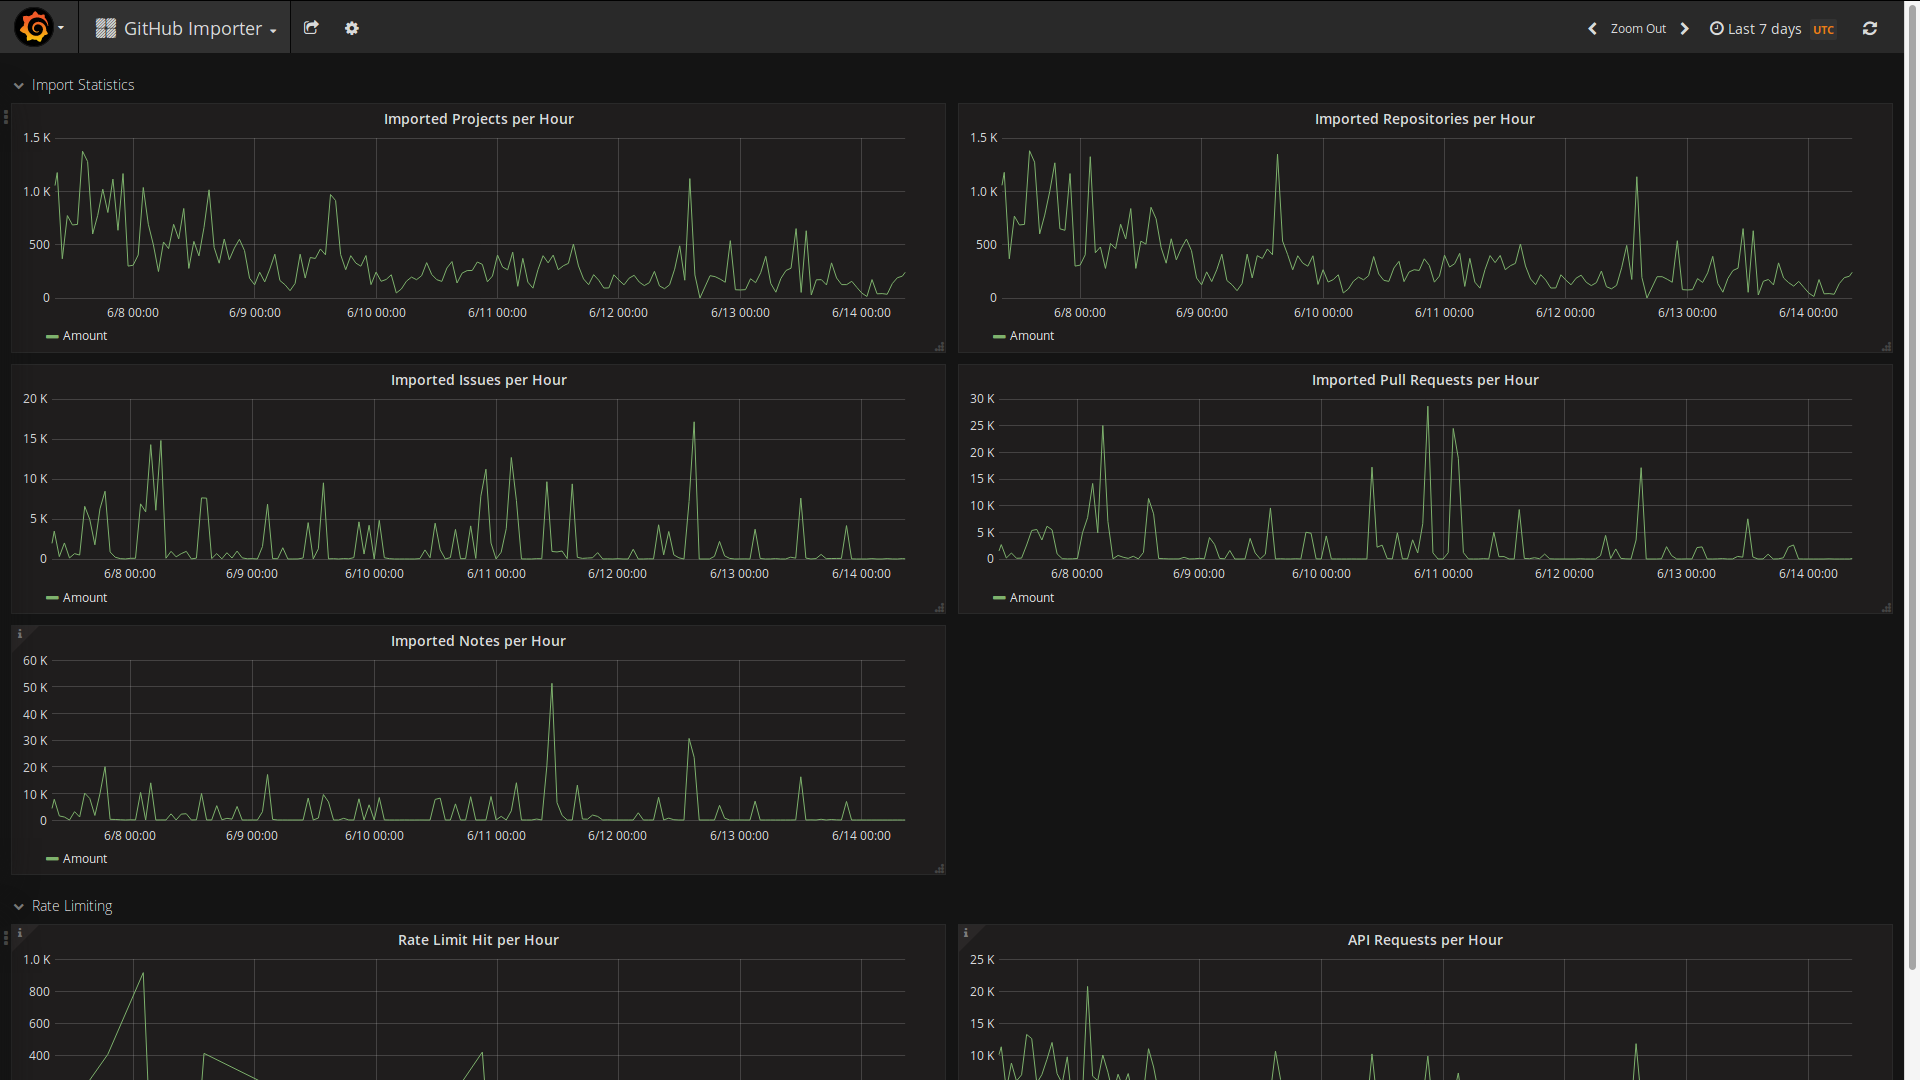 GitHub Importer
Zoom Out
Last 7 days UTC
Import Statistics
Imported Projects per Hour
1.5 K
1.0 K
500
0
6/8 00:00 6/9 00:00 6/10 00:00 6/11 00:00 6/12 00:00 6/13 00:00 6/14 00:00
Amount
Imported Repositories per Hour
1.5 K
1.0 K
500
0
6/8 00:00 6/9 00:00 6/10 00:00 6/11 00:00 6/12 00:00 6/13 00:00 6/14 00:00
Amount
Imported Issues per Hour
20 K
15 K
10 K
5 K
0
6/8 00:00 6/9 00:00 6/10 00:00 6/11 00:00 6/12 00:00 6/13 00:00 6/14 00:00
Amount
Imported Pull Requests per Hour
30 K
25 K
20 K
15 K
10 K
5 K
0
6/8 00:00 6/9 00:00 6/10 00:00 6/11 00:00 6/12 00:00 6/13 00:00 6/14 00:00
Amount
i
Imported Notes per Hour
60 K
50 K
40 K
30 K
20 K
10 K
0
6/8 00:00 6/9 00:00 6/10 00:00 6/11 00:00 6/12 00:00 6/13 00:00 6/14 00:00
Amount
Rate Limiting
i
Rate Limit Hit per Hour
1.0 K
800
600
400
i
API Requests per Hour
25 K
20 K
15 K
10 K